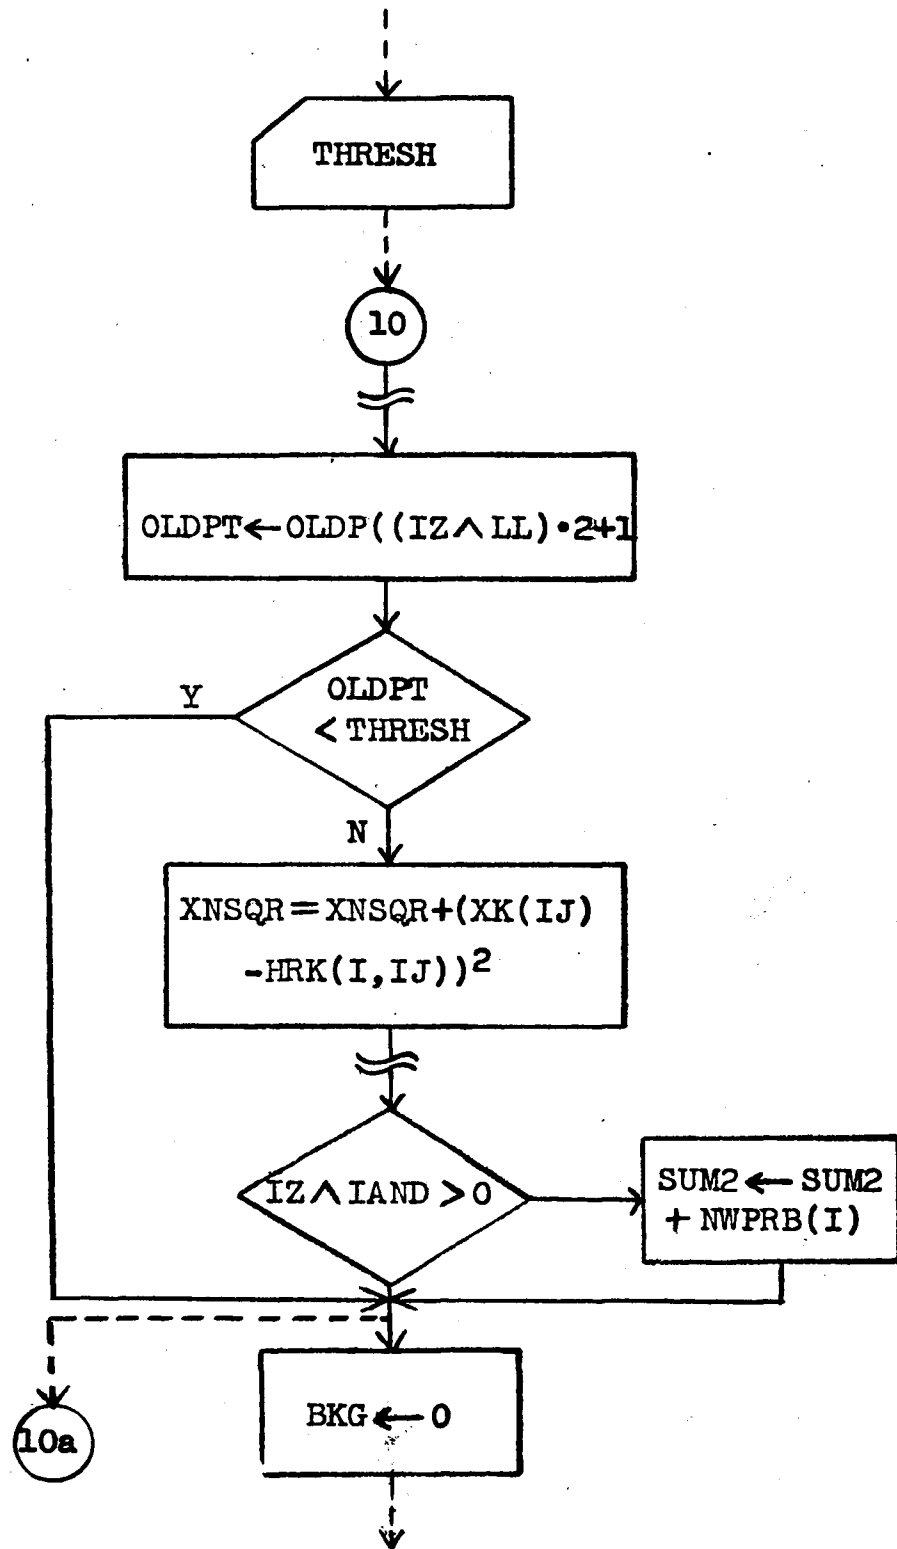 THRESH
10
OLDPT←OLDP((IZ∧LL)•2+1
Y
OLDPT
< THRESH
N
XNSQR=XNSQR+(XK(IJ)
-HRK(I,IJ))²
IZ∧IAND >0
SUM2←SUM2
+ NWPRB(I)
BKG←0
10a